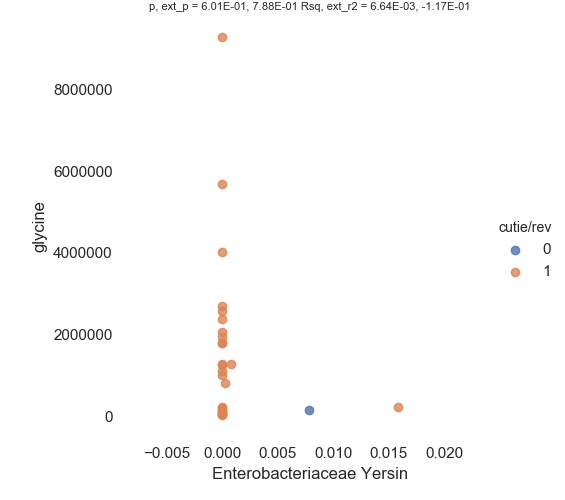 p, ext_p = 6.01E-01, 7.88E-01 Rsq, ext_r2 = 6.64E-03, -1.17E-01
8000000
6000000
4000000
2000000
0
glycine
cutie/rev
0
1
−0.005 0.000 0.005 0.010 0.015 0.020
Enterobacteriaceae Yersin